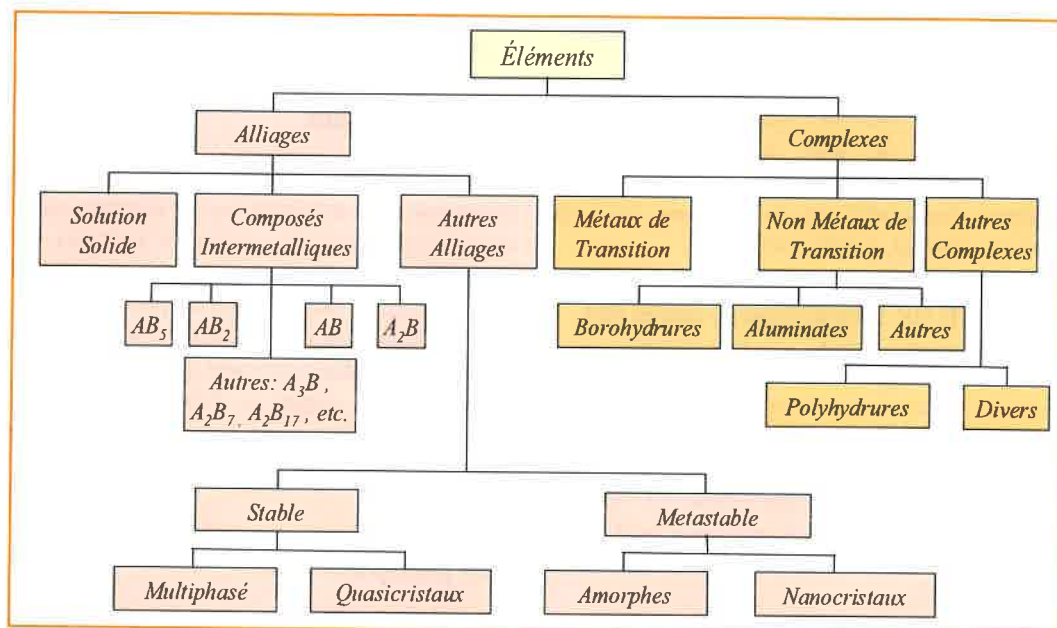 Éléments
Alliages
Complexes
Solution
Solide
Composés
Intermetalliques
Autres
Alliages
Métaux de
Transition
Non Métaux de
Transition
Autres
Complexes
AB5
AB2
AB
A2B
Autres: A3B ,
A2B7, A2B17 , etc.
Borohydrures
Aluminates
Autres
Polyhydrures
Divers
Stable
Metastable
Multiphasé
Quasicristaux
Amorphes
Nanocristaux